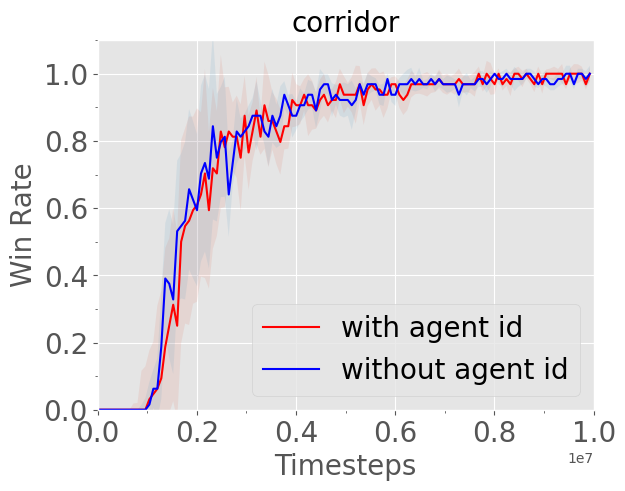 corridor
1.0
0.8
0.6
0.4
0.2
0.0
Win Rate
with agent id
without agent id
0.0 0.2 0.4 0.6 0.8 1.0
Timesteps
1e7